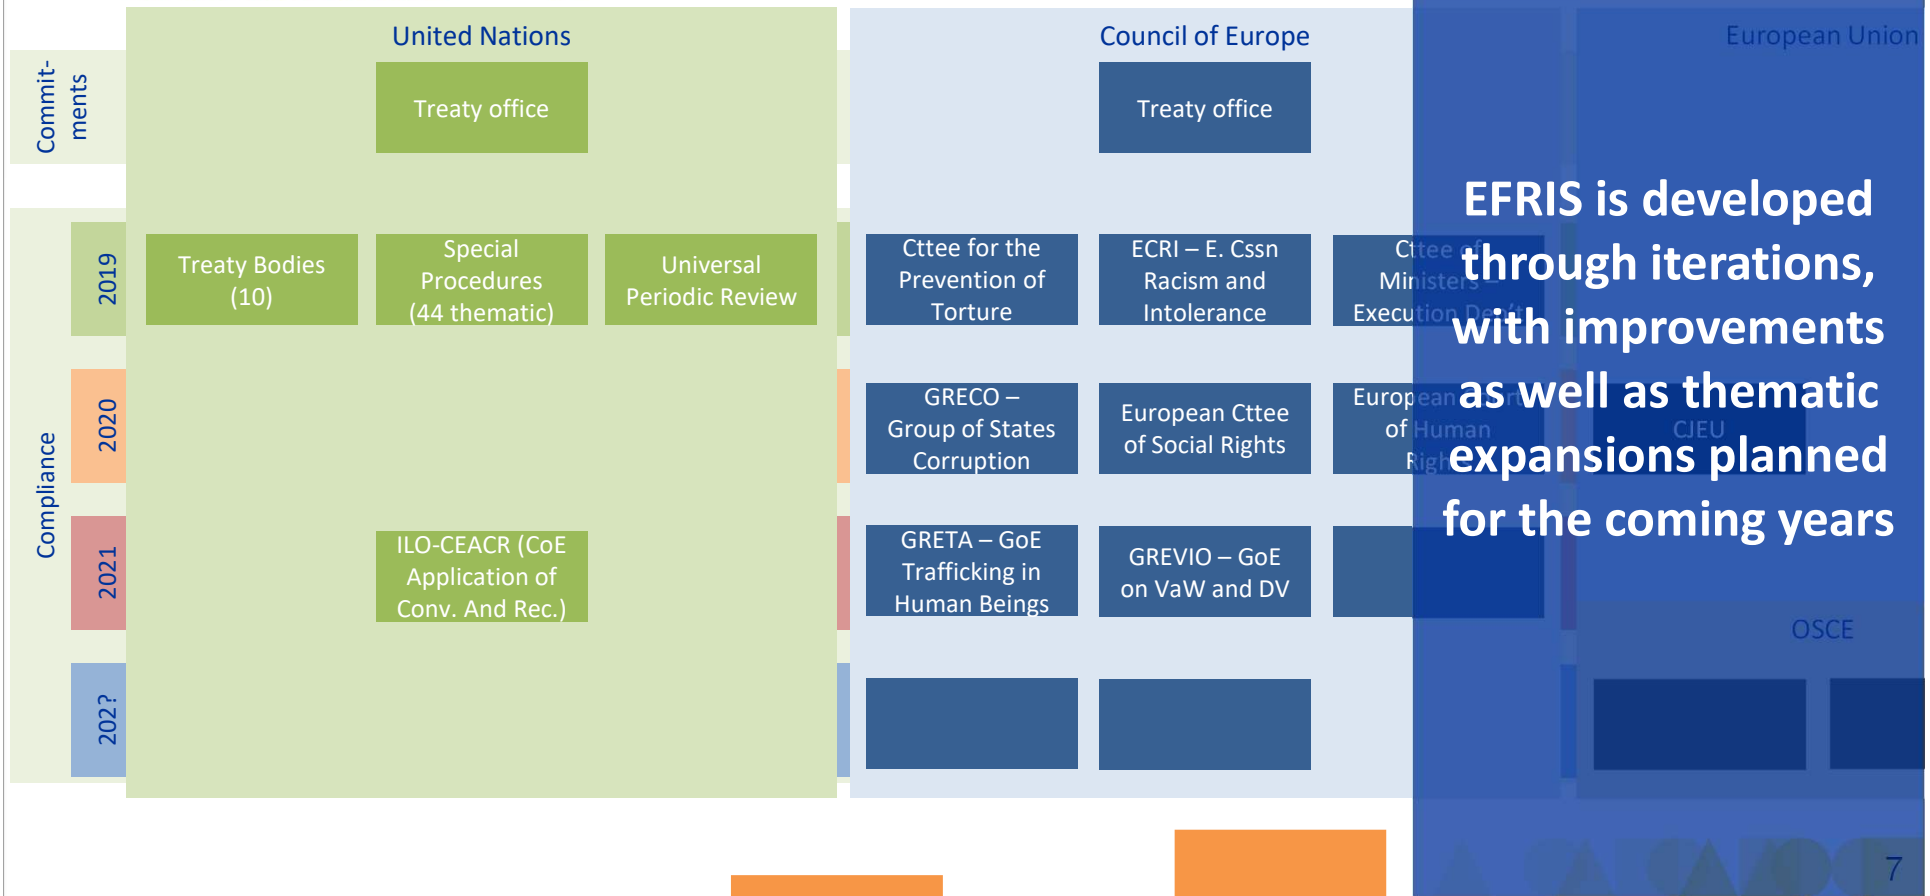 United Nations
Council of Europe
European Union
Commit-
ments
Treaty office
Treaty office
Compliance
2019
Treaty Bodies
(10)
Special
Procedures
(44 thematic)
Universal
Periodic Review
Cttee for the
Prevention of
Torture
ECRI – E. Cssn
Racism and
Intolerance
Cttee of
Ministers –
Execution Dep't
2020
GRECO –
Group of States
Corruption
European Cttee
of Social Rights
European Court
of Human
Rights
CJEU
2021
ILO-CEACR (CoE
Application of
Conv. And Rec.)
GRETA – GoE
Trafficking in
Human Beings
GREVIO – GoE
on VaW and DV
OSCE
202?
EFRIS is developed
through iterations,
with improvements
as well as thematic
expansions planned
for the coming years
7